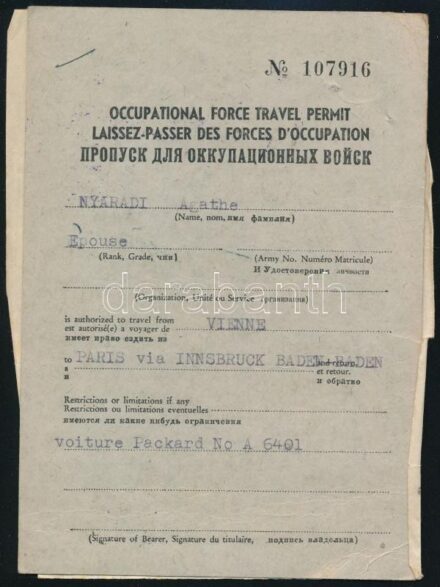 № 107916
OCCUPATIONAL FORCE TRAVEL PERMIT
LAISSEZ-PASSER DES FORCES D'OCCUPATION
ПРОПУСК ДЛЯ ОККУПАЦИОННЫХ ВОЙСК
NYARADI Agathe
(Name, nom, имя фамилия)
Epouse
(Rank, Grade, чин) (Army No. Numéro Matricule)
И Удостоверения личности
darabanth
(Organization, Unité ou Service организация)
is authorized to travel from
est autorisé(e) a voyager de VIENNE
имеет право ездить из
to PARIS via INNSBRUCK BADEN-BADEN and return.
a et retour.
в и обратно
Restrictions or limitations if any
Restrictions ou limitations eventuelles
имеются ли какие нибудь ограничения
voiture Packard No A 6401
(Signature of Bearer, Signature du titulaire, подпись владельца)